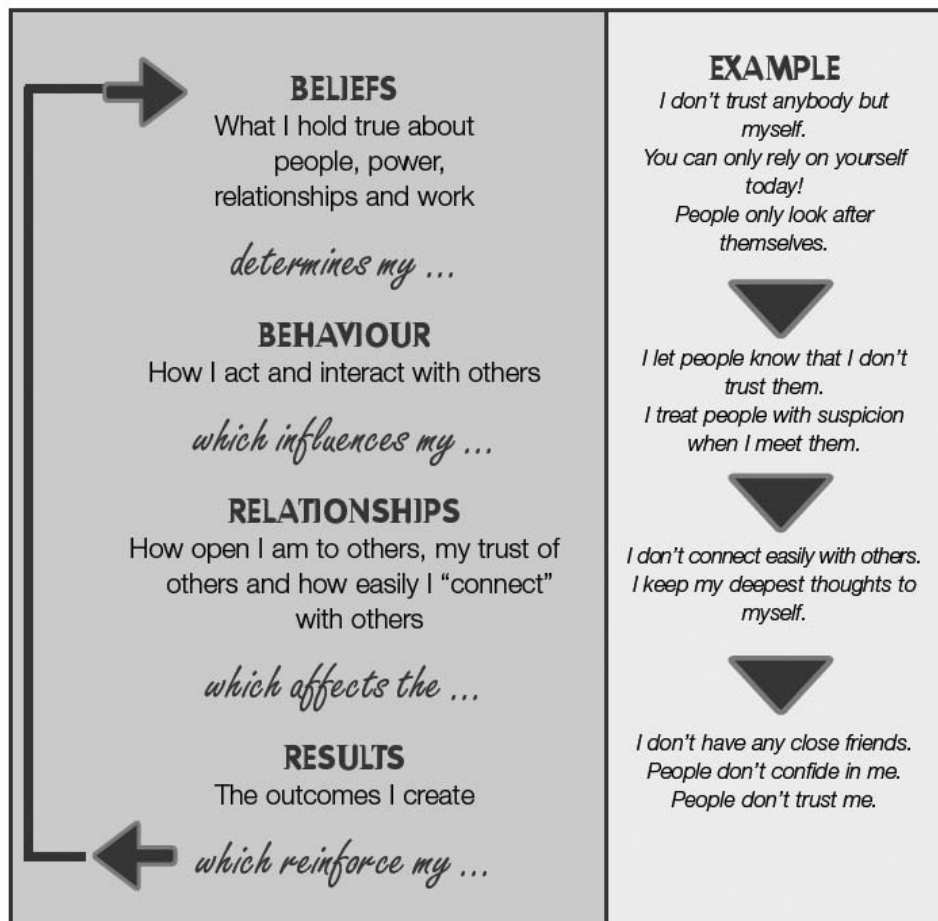 BELIEFS
What I hold true about
people, power,
relationships and work
determines my ...
BEHAVIOUR
How I act and interact with others
which influences my ...
RELATIONSHIPS
How open I am to others, my trust of
others and how easily I “connect”
with others
which affects the ...
RESULTS
The outcomes I create
which reinforce my ...
EXAMPLE
I don’t trust anybody but
myself.
You can only rely on yourself
today!
People only look after
themselves.
I let people know that I don’t
trust them.
I treat people with suspicion
when I meet them.
I don’t connect easily with others.
I keep my deepest thoughts to
myself.
I don’t have any close friends.
People don’t confide in me.
People don’t trust me.